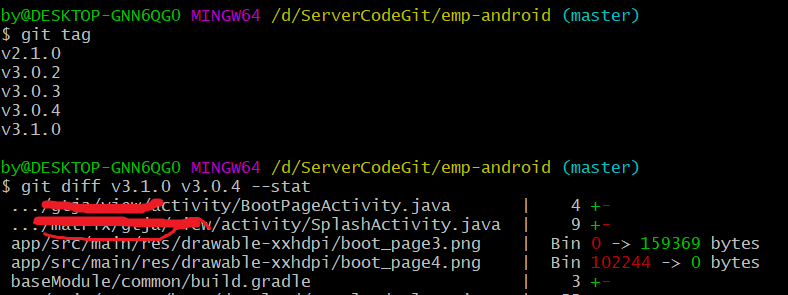 by@DESKTOP-GNN6QGO MINGW64 /d/ServerCodeGit/emp-android (master)
$ git tag
v2.1.0
v3.0.2
v3.0.3
v3.0.4
v3.1.0
by@DESKTOP-GNN6QGO MINGW64 /d/ServerCodeGit/emp-android (master)
$ git diff v3.1.0 v3.0.4 --stat
.../activity/BootPageActivity.java | 4 +-
.../activity/SplashActivity.java | 9 +-
app/src/main/res/drawable-xxhdpi/boot_page3.png | Bin 0 -> 159369 bytes
app/src/main/res/drawable-xxhdpi/boot_page4.png | Bin 102244 -> 0 bytes
baseModule/common/build.gradle | 3 +-